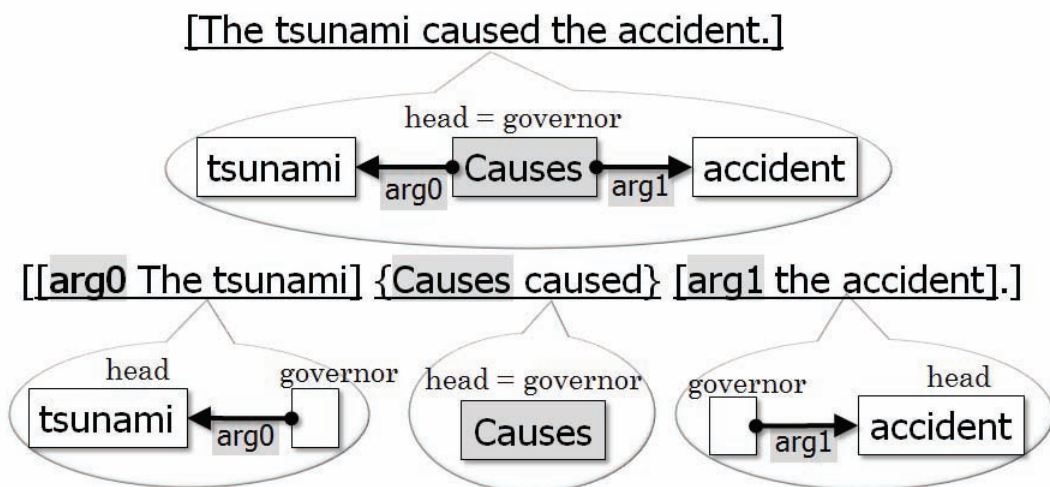 [The tsunami caused the accident.]
head = governor
tsunami Causes accident
arg0 arg1
[[arg0 The tsunami] {Causes caused} [arg1 the accident].]
head governor head = governor governor head
tsunami Causes accident
arg0 arg1